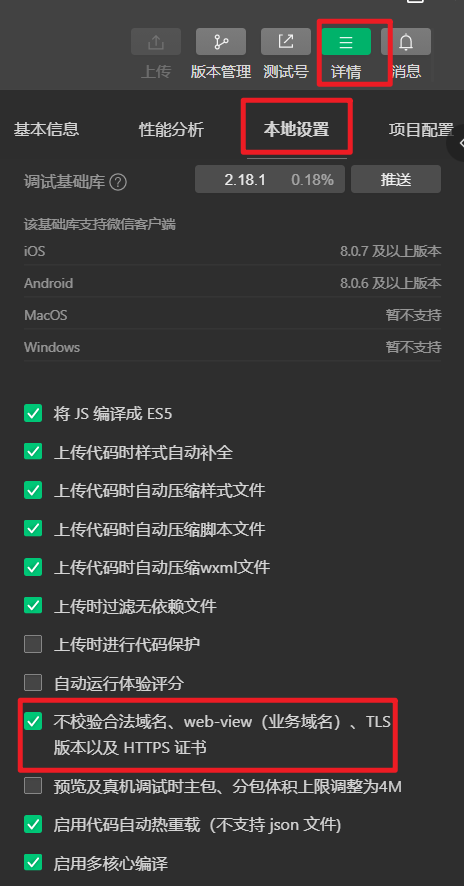 上传 版本管理 测试号 详情 消息
基本信息 性能分析 本地设置 项目配置
调试基础库 ? 2.18.1 0.18% 推送
该基础库支持微信客户端
iOS 8.0.7 及以上版本
Android 8.0.6 及以上版本
MacOS 暂不支持
Windows 暂不支持
将 JS 编译成 ES5
上传代码时样式自动补全
上传代码时自动压缩样式文件
上传代码时自动压缩脚本文件
上传代码时自动压缩wxml文件
上传时过滤无依赖文件
上传时进行代码保护
自动运行体验评分
不校验合法域名、web-view（业务域名）、TLS
版本以及 HTTPS 证书
预览及真机调试时主包、分包体积上限调整为4M
启用代码自动热重载（不支持 json 文件)
启用多核心编译